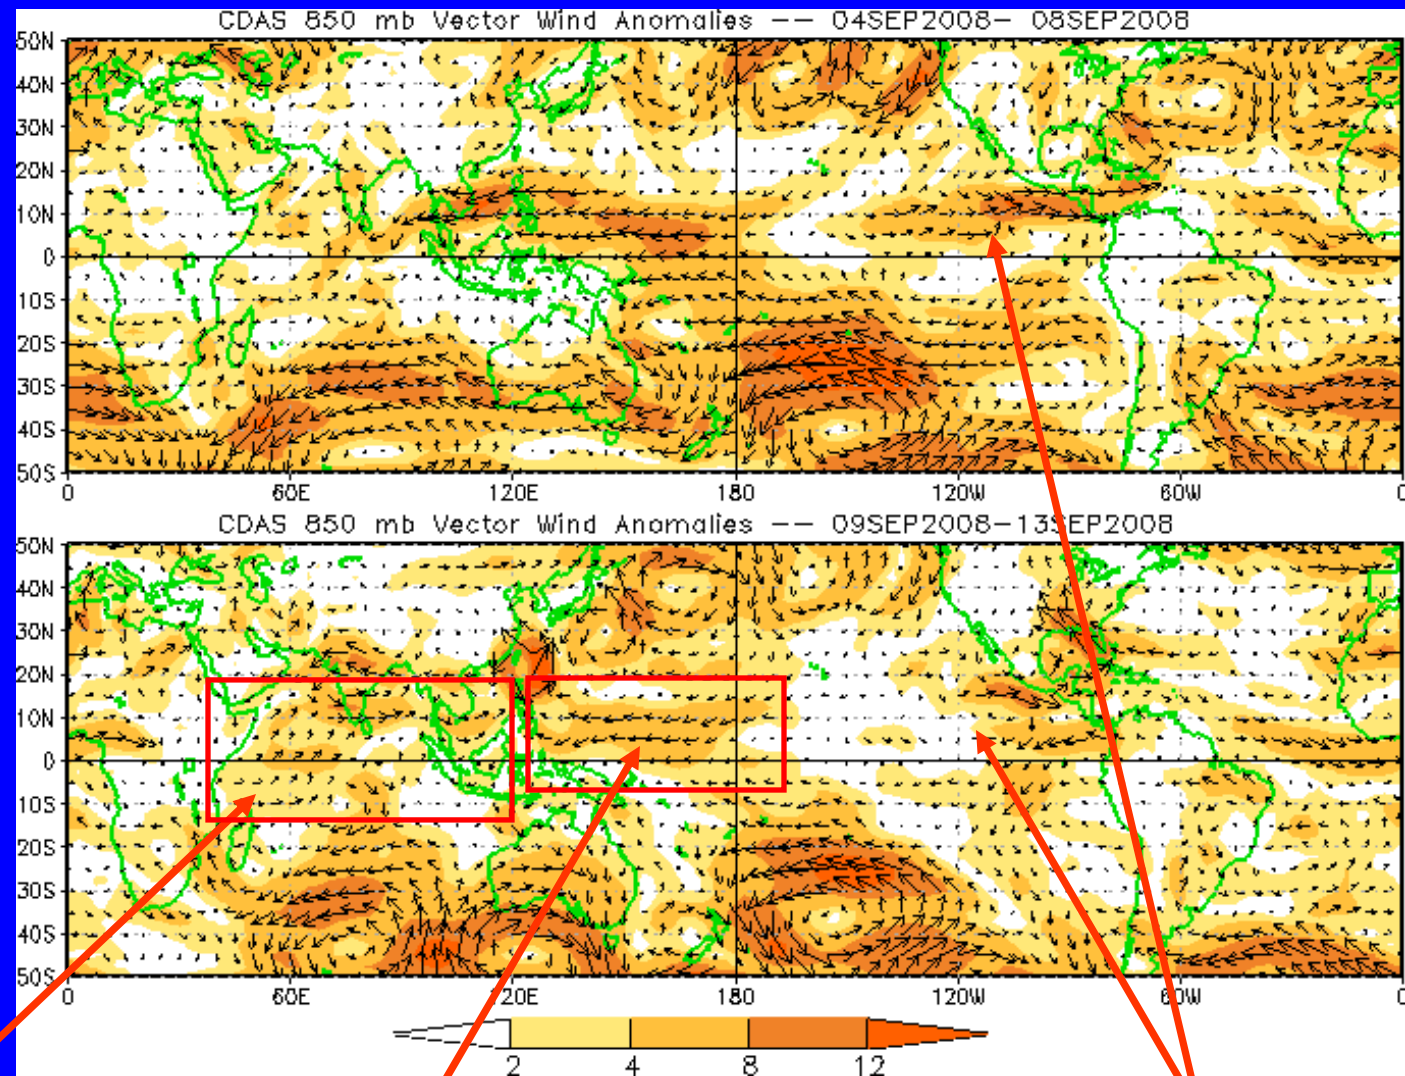 CDAS 850 mb Vector Wind Anomalies -- 04SEP2008- 08SEP2008
50N
40N
30N
20N
10N
0
10S
20S
30S
40S
50S
0 60E 120E 180 120W 60W 0
CDAS 850 mb Vector Wind Anomalies -- 09SEP2008-13SEP2008
50N
40N
30N
20N
10N
0
10S
20S
30S
40S
50S
0 60E 120E 180 120W 60W 0
2 4 8 12